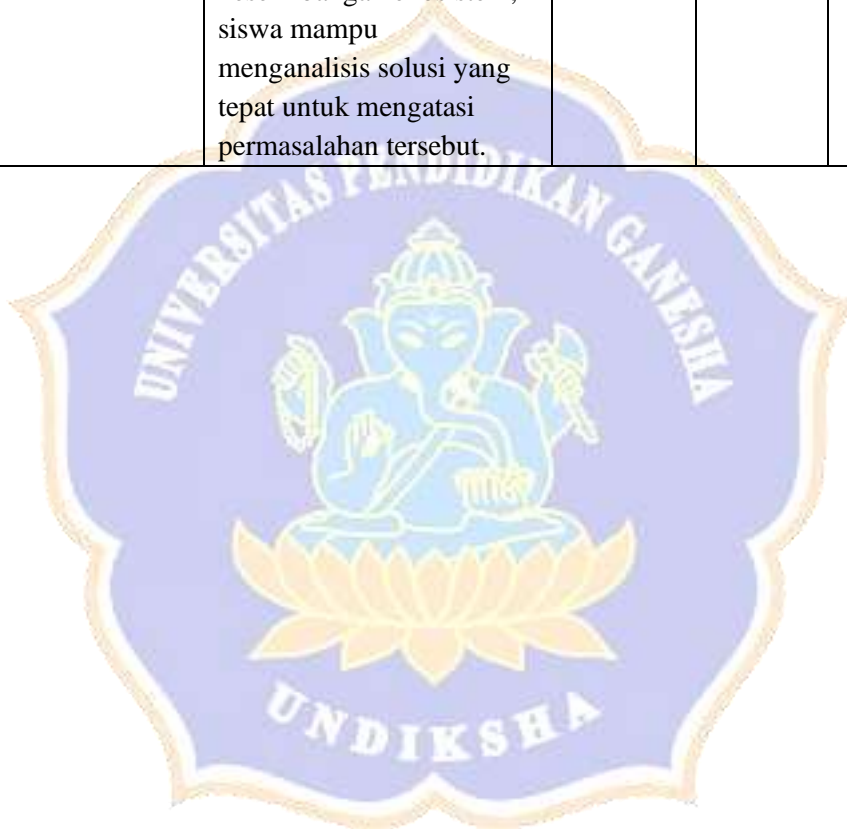 siswa mampu
menganalisis solusi yang
tepat untuk mengatasi
permasalahan tersebut.
UNIVERSITAS PENDIDIKAN GANESHA
UNDIKSHA